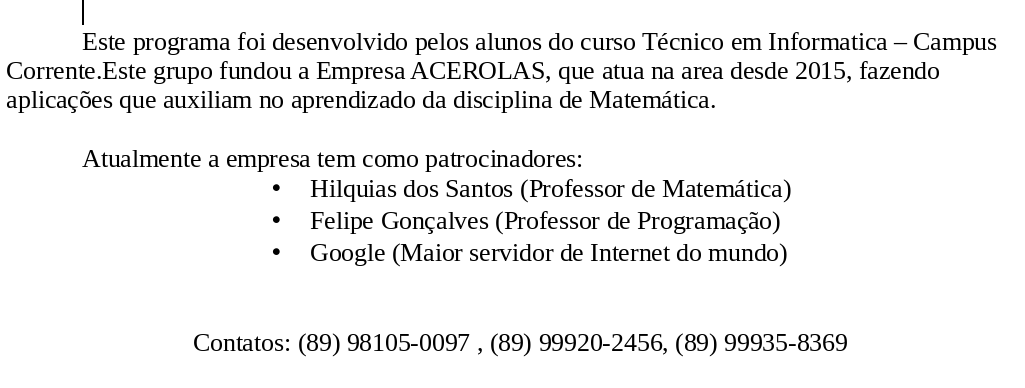 Este programa foi desenvolvido pelos alunos do curso Técnico em Informatica – Campus
Corrente.Este grupo fundou a Empresa ACEROLAS, que atua na area desde 2015, fazendo
aplicações que auxiliam no aprendizado da disciplina de Matemática.
Atualmente a empresa tem como patrocinadores:
• Hilquias dos Santos (Professor de Matemática)
• Felipe Gonçalves (Professor de Programação)
• Google (Maior servidor de Internet do mundo)
Contatos: (89) 98105-0097 , (89) 99920-2456, (89) 99935-8369